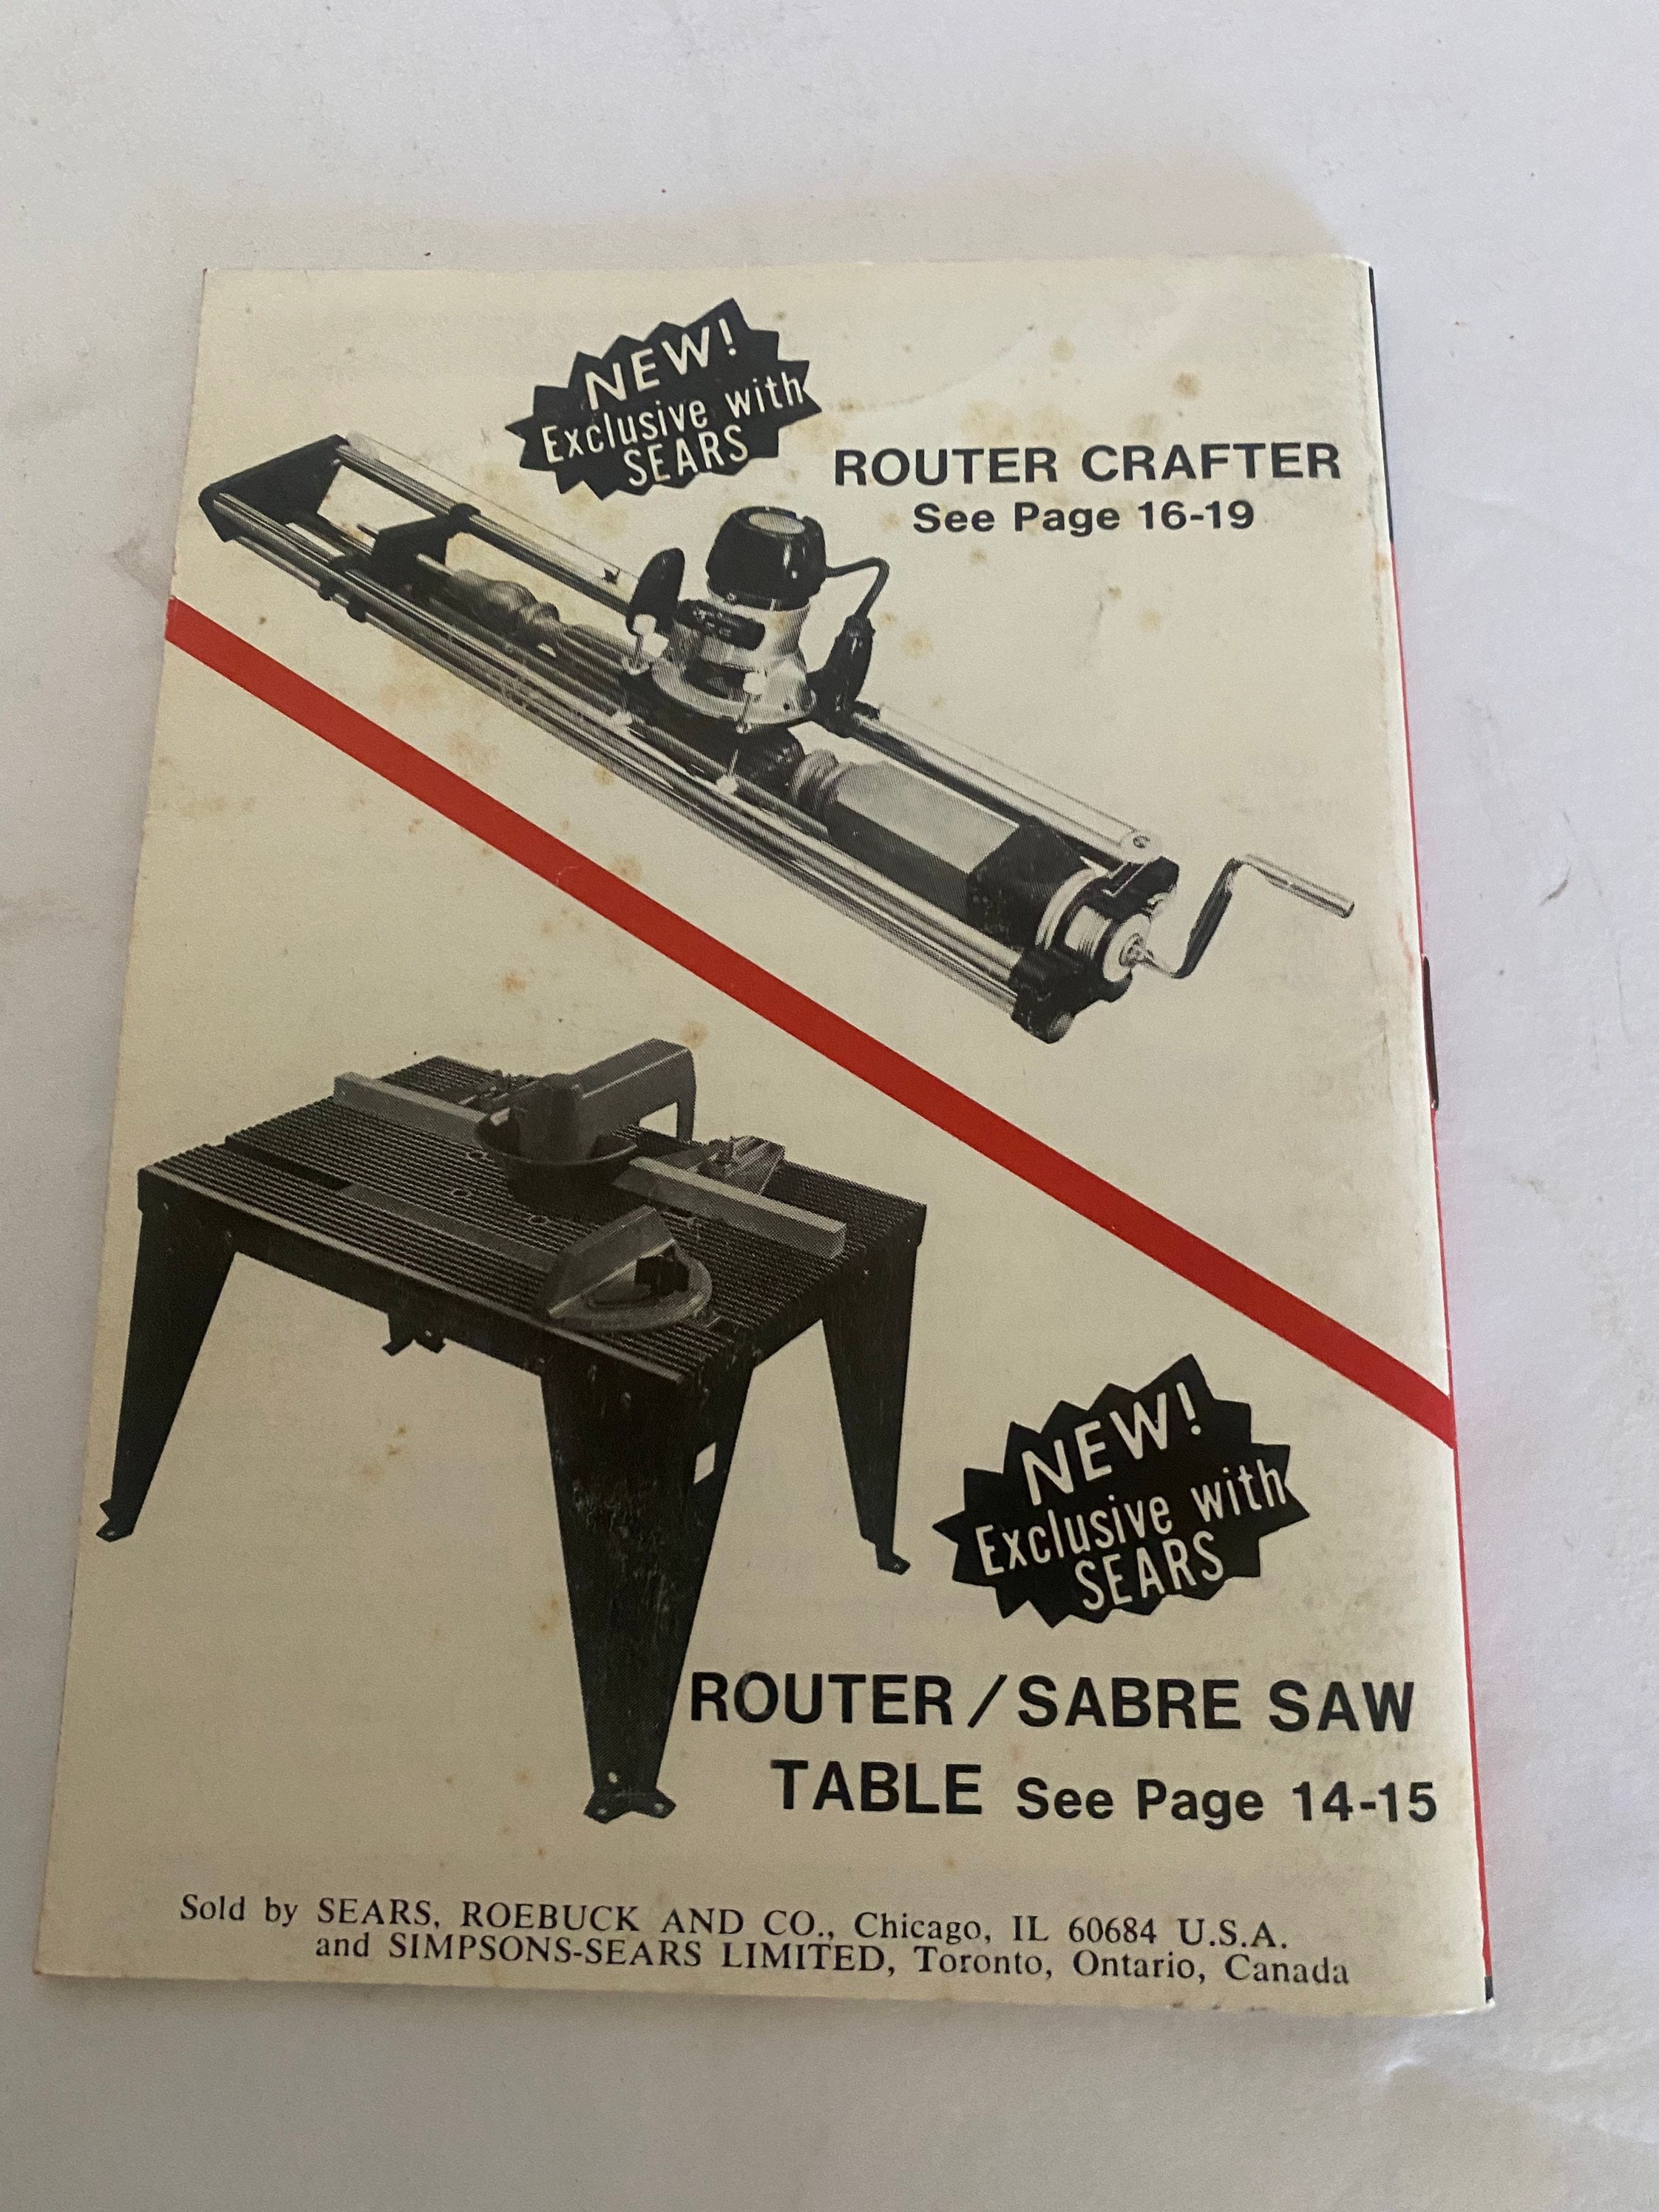 NEW!
Exclusive with
SEARS
ROUTER CRAFTER
See Page 16-19
NEW!
Exclusive with
SEARS
ROUTER/SABRE SAW
TABLE See Page 14-15
Sold by SEARS, ROEBUCK AND CO., Chicago, IL 60684 U.S.A.
and SIMPSONS-SEARS LIMITED, Toronto, Ontario, Canada